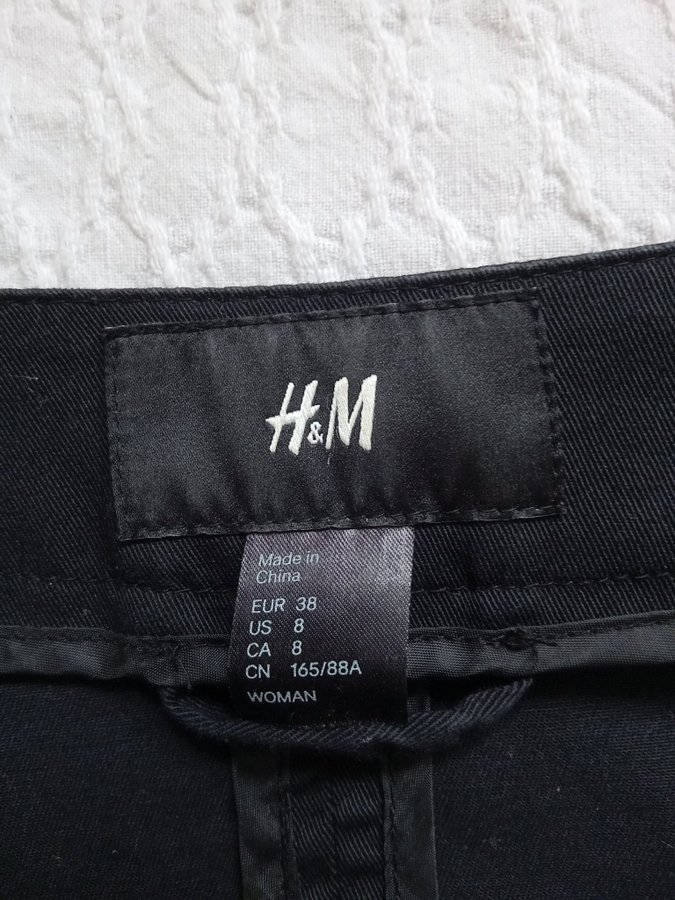 H&M
Made in
China
EUR 38
US 8
CA 8
CN 165/88A
WOMAN